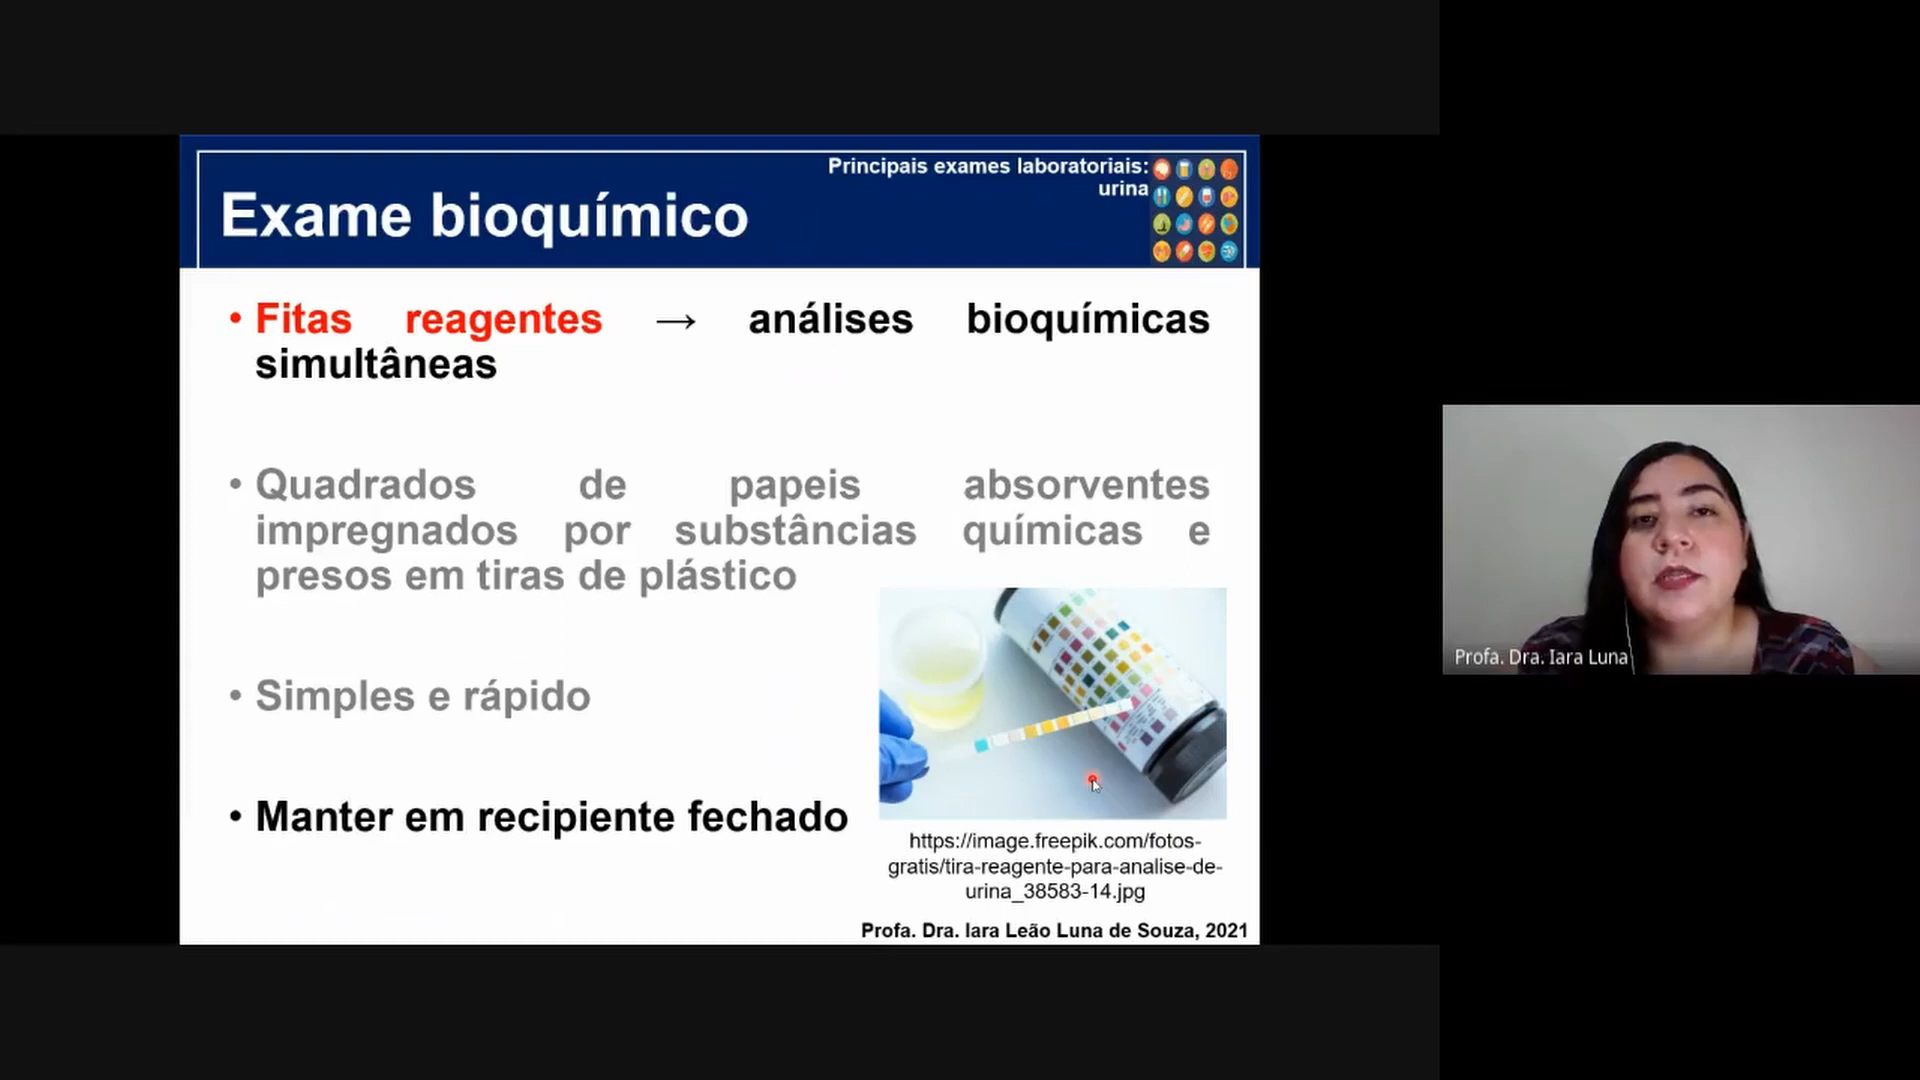 Principais exames laboratoriais:
urina
Exame bioquímico
• Fitas reagentes → análises bioquímicas
simultâneas
• Quadrados de papeis absorventes
impregnados por substâncias químicas e
presos em tiras de plástico
• Simples e rápido
• Manter em recipiente fechado
https://image.freepik.com/fotos-
gratis/tira-reagente-para-analise-de-
urina_38583-14.jpg
Profa. Dra. Iara Leão Luna de Souza, 2021
Profa. Dra. Iara Luna